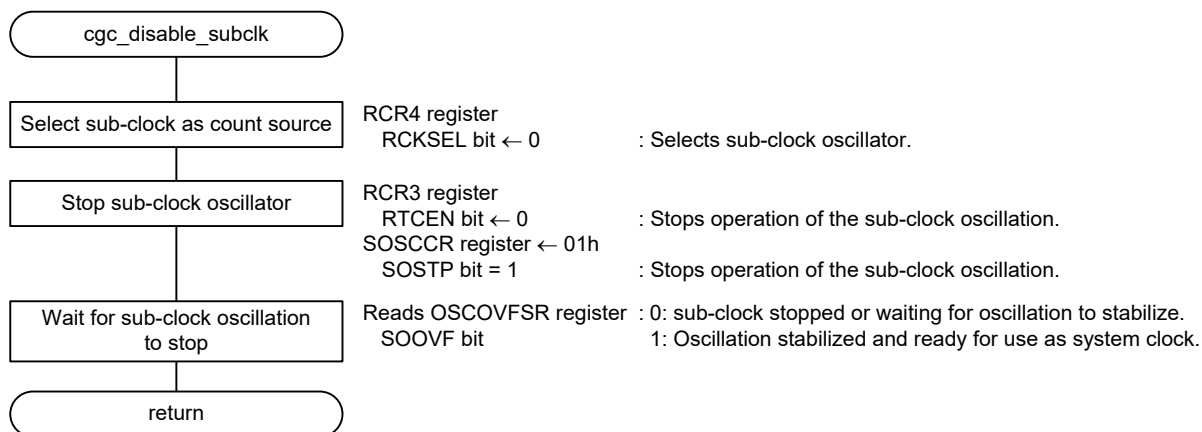 cgc_disable_subclk
Select sub-clock as count source
RCR4 register
RCKSEL bit ← 0 : Selects sub-clock oscillator.
Stop sub-clock oscillator
RCR3 register
RTCEN bit ← 0 : Stops operation of the sub-clock oscillation.
SOSCCR register ← 01h
SOSTP bit = 1 : Stops operation of the sub-clock oscillation.
Wait for sub-clock oscillation
to stop
Reads OSCOVFSR register : 0: sub-clock stopped or waiting for oscillation to stabilize.
SOOVF bit 1: Oscillation stabilized and ready for use as system clock.
return